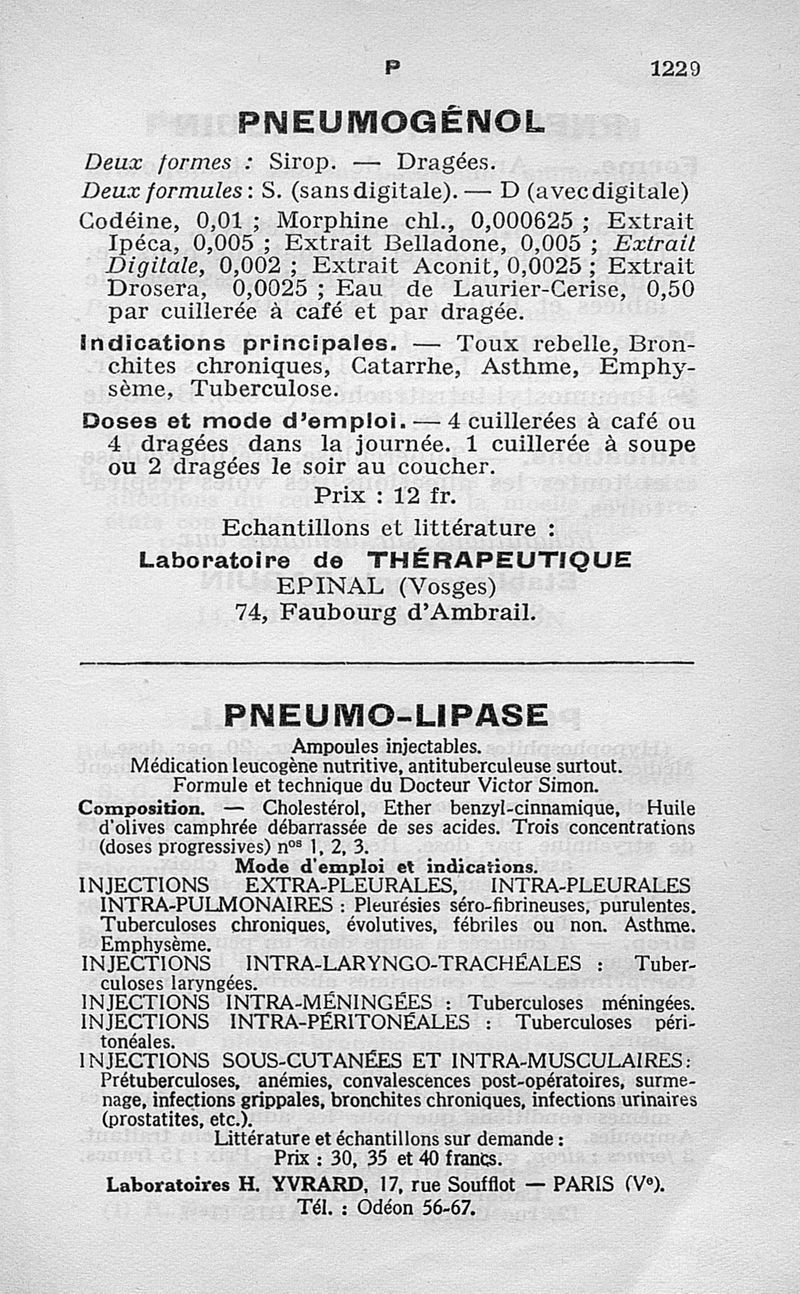 P 1229
PNEUMOGÉNOL
Deux formes : Sirop. — Dragées.
Deux formules : S. (sans digitale). — D (avec digitale)
Codéine, 0,01 ; Morphine chl., 0,000625 ; Extrait
Ipéca, 0,005 ; Extrait Belladone, 0,005 ; Extrait
Digitale, 0,002 ; Extrait Aconit, 0,0025 ; Extrait
Drosera, 0,0025 ; Eau de Laurier-Cerise, 0,50
par cuillerée à café et par dragée.
Indications principales. — Toux rebelle, Bron-
chites chroniques, Catarrhe, Asthme, Emphy-
sème, Tuberculose.
Doses et mode d'emploi. — 4 cuillerées à café ou
4 dragées dans la journée. 1 cuillerée à soupe
ou 2 dragées le soir au coucher.
Prix : 12 fr.
Echantillons et littérature :
Laboratoire de THÉRAPEUTIQUE
EPINAL (Vosges)
74, Faubourg d'Ambrail.
PNEUMO-LIPASE
Ampoules injectables.
Médication leucogène nutritive, antituberculeuse surtout.
Formule et technique du Docteur Victor Simon.
Composition. — Cholestérol, Ether benzyl-cinnamique, Huile
d'olives camphrée débarrassée de ses acides. Trois concentrations
(doses progressives) nos 1, 2, 3.
Mode d'emploi et indications.
INJECTIONS EXTRA-PLEURALES, INTRA-PLEURALES
INTRA-PULMONAIRES : Pleurésies séro-fibrineuses, purulentes.
Tuberculoses chroniques, évolutives, fébriles ou non. Asthme.
Emphysème.
INJECTIONS INTRA-LARYNGO-TRACHÉALES : Tuber-
culoses laryngées.
INJECTIONS INTRA-MÉNINGÉES : Tuberculoses méningées.
INJECTIONS INTRA-PÉRITONÉALES : Tuberculoses péri-
tonéales.
INJECTIONS SOUS-CUTANÉES ET INTRA-MUSCULAIRES :
Prétuberculoses, anémies, convalescences post-opératoires, surme-
nage, infections grippales, bronchites chroniques, infections urinaires
(prostatites, etc.).
Littérature et échantillons sur demande :
Prix : 30, 35 et 40 francs.
Laboratoires H. YVRARD, 17, rue Soufflot — PARIS (Ve).
Tél. : Odéon 56-67.